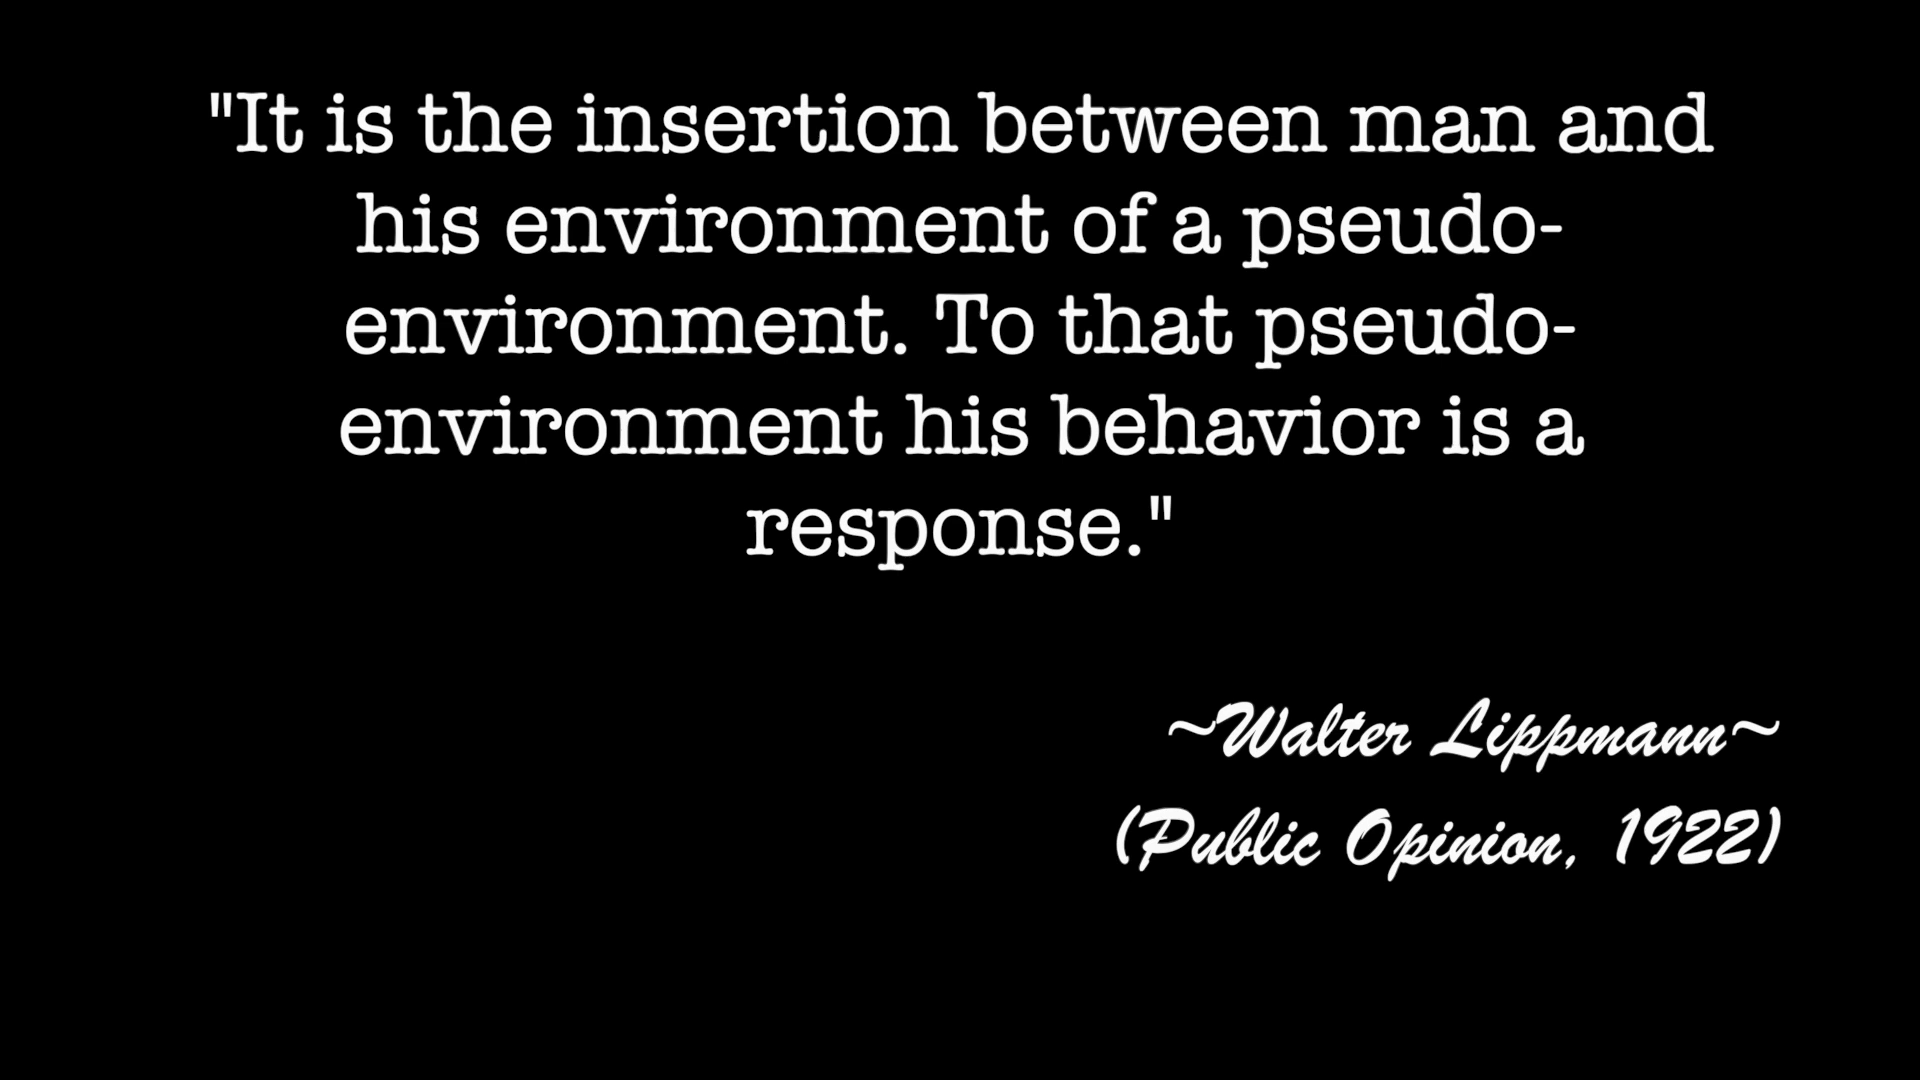 "It is the insertion between man and
his environment of a pseudo-
environment. To that pseudo-
environment his behavior is a
response."
~Walter Lippmann~
(Public Opinion, 1922)